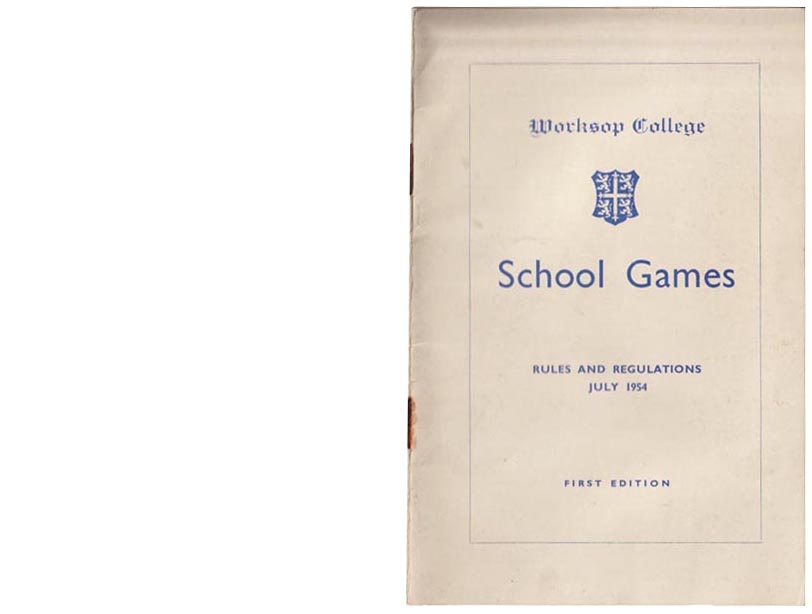 Worksop College
School Games
RULES AND REGULATIONS
JULY 1954
FIRST EDITION